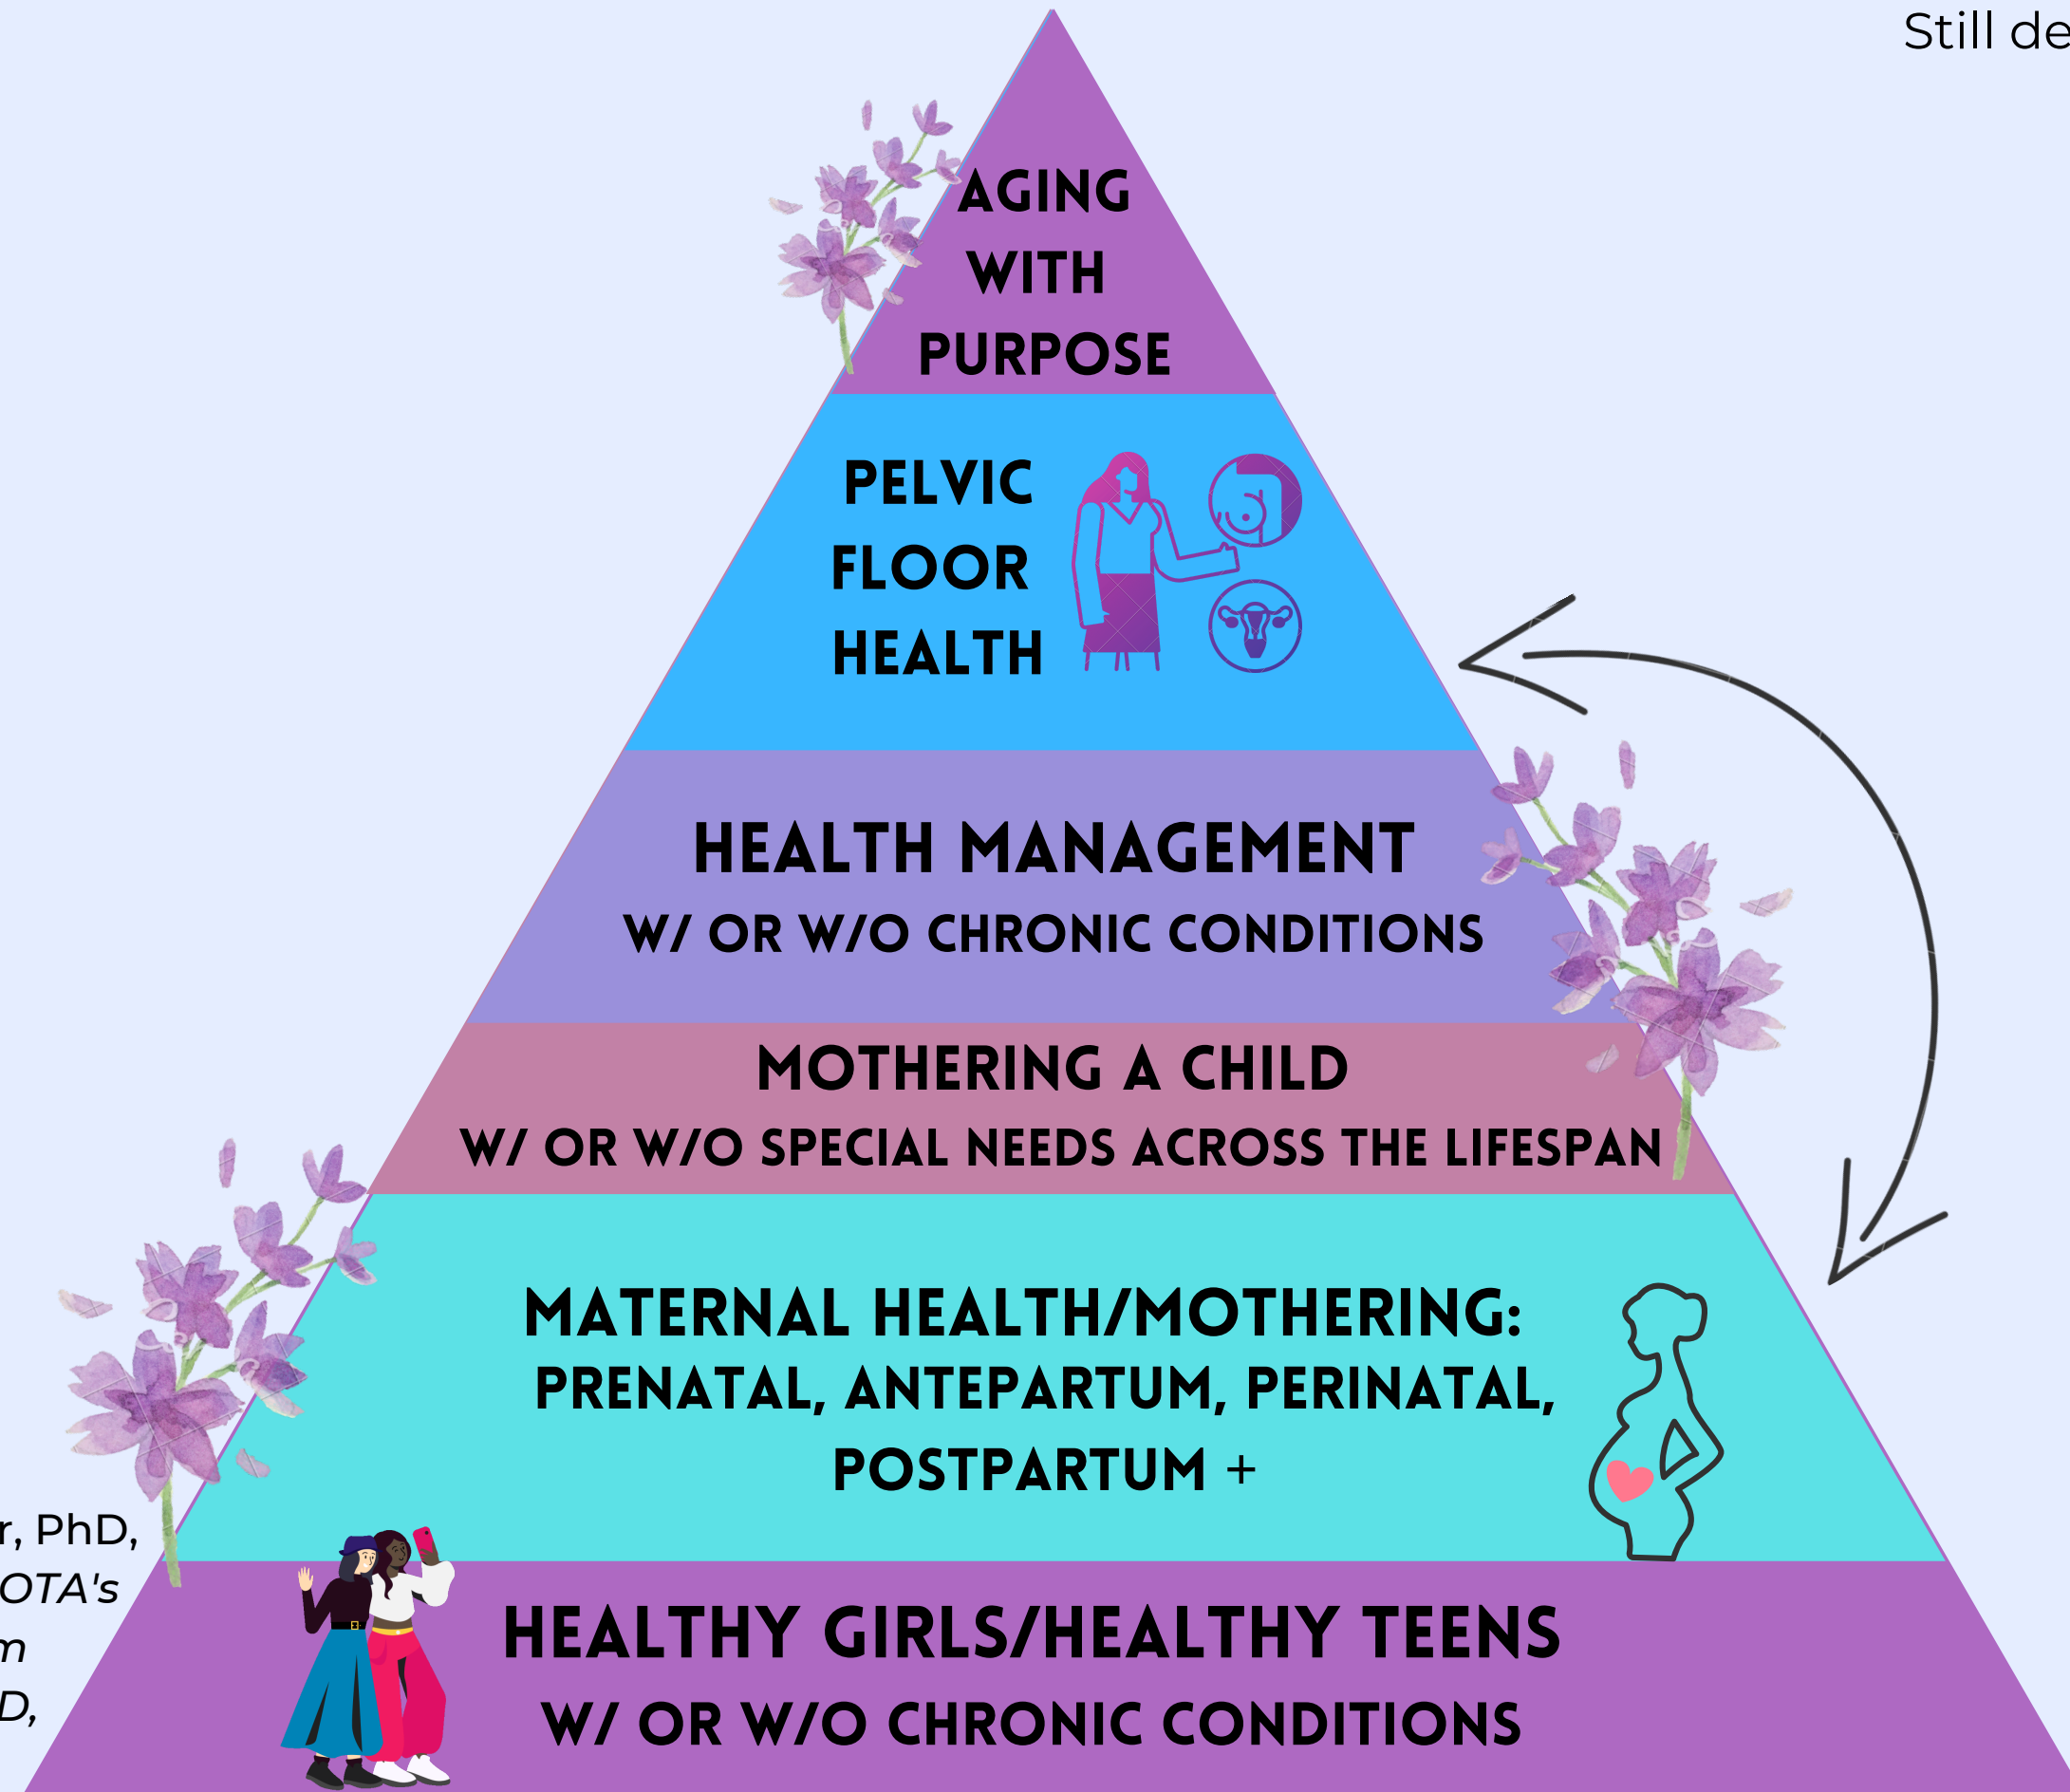 Still de
AGING
WITH
PURPOSE
PELVIC
FLOOR
HEALTH
HEALTH MANAGEMENT
W/ OR W/O CHRONIC CONDITIONS
MOTHERING A CHILD
W/ OR W/O SPECIAL NEEDS ACROSS THE LIFESPAN
MATERNAL HEALTH/MOTHERING:
PRENATAL, ANTEPARTUM, PERINATAL,
POSTPARTUM +
r, PhD,
OTA's
m
D,
HEALTHY GIRLS/HEALTHY TEENS
W/ OR W/O CHRONIC CONDITIONS